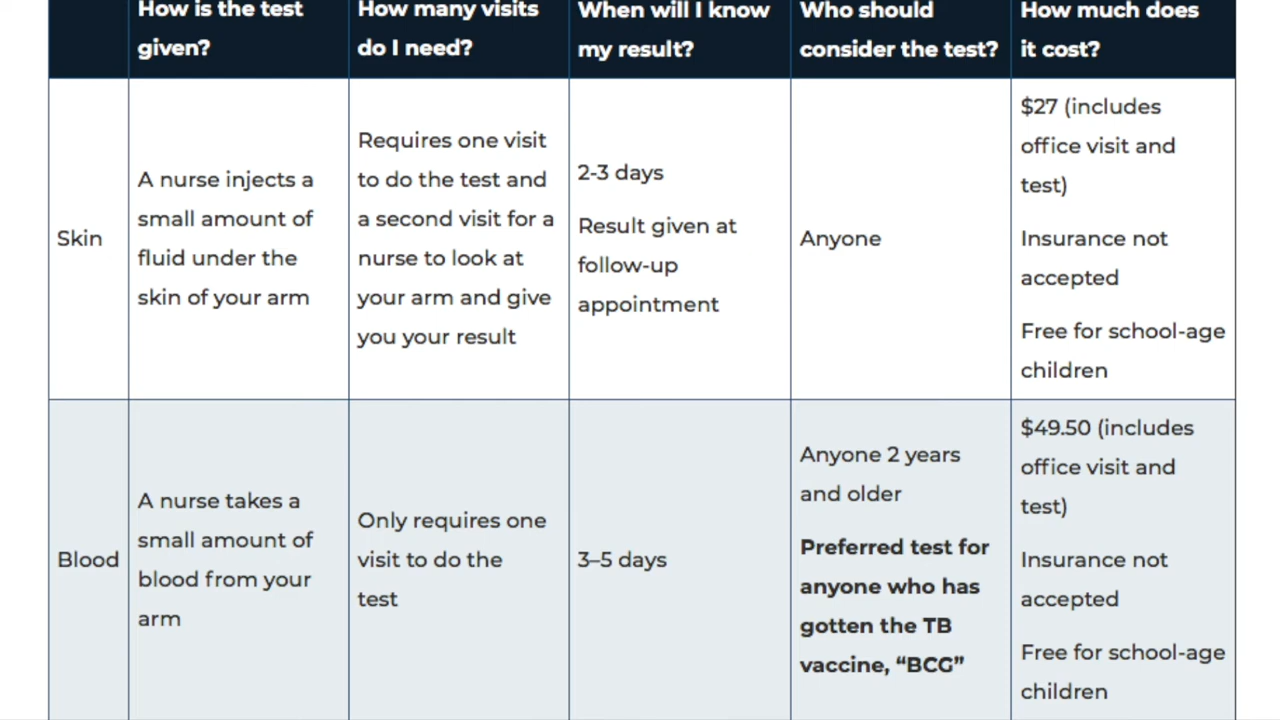 How is the test
given?
How many visits
do I need?
When will I know
my result?
Who should
consider the test?
How much does
it cost?
Skin
A nurse injects a
small amount of
fluid under the
skin of your arm
Requires one visit
to do the test and
a second visit for a
nurse to look at
your arm and give
you your result
2-3 days
Result given at
follow-up
appointment
Anyone
$27 (includes
office visit and
test)
Insurance not
accepted
Free for school-age
children
Blood
A nurse takes a
small amount of
blood from your
arm
Only requires one
visit to do the
test
3–5 days
Anyone 2 years
and older
Preferred test for
anyone who has
gotten the TB
vaccine, “BCG”
$49.50 (includes
office visit and
test)
Insurance not
accepted
Free for school-age
children